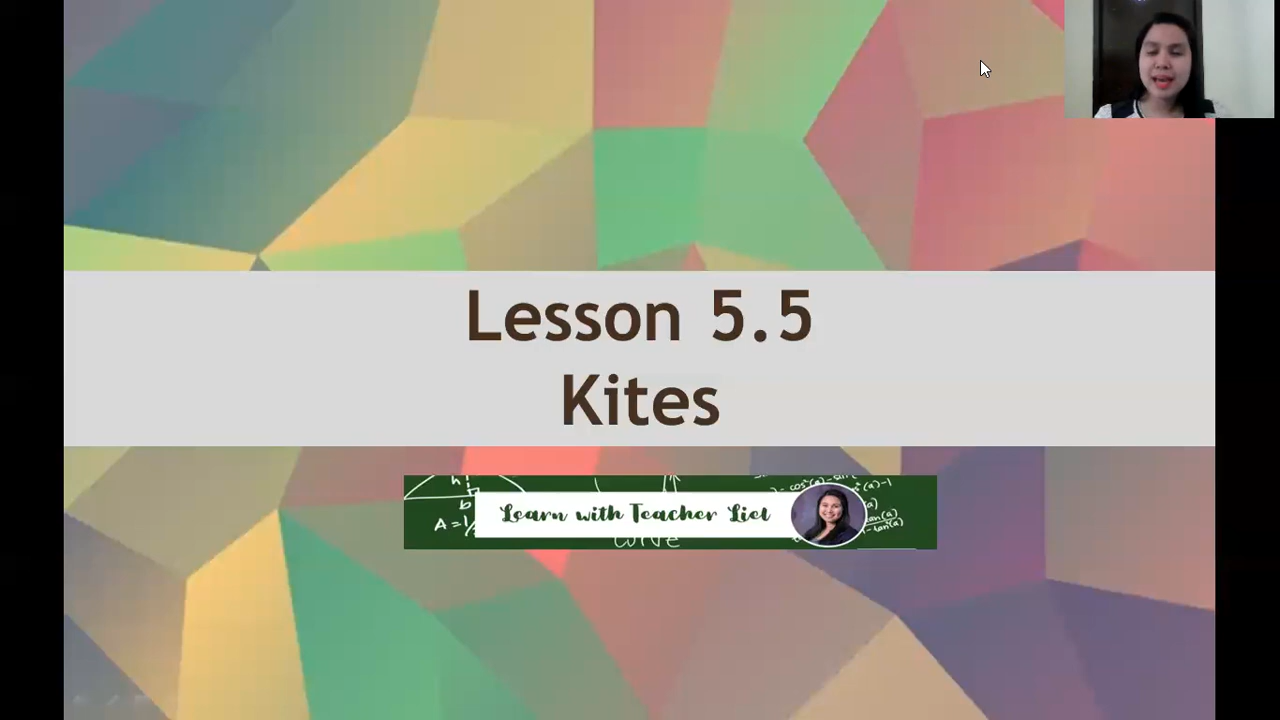 Lesson 5.5
Kites
Learn with Teacher Liel
h
b
A =